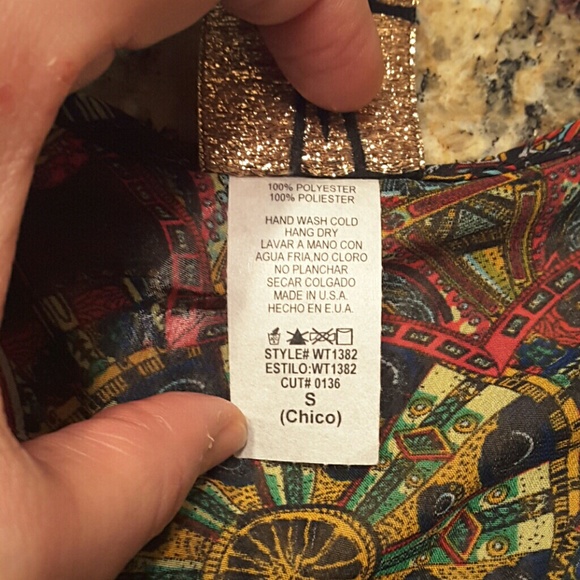 100% POLYESTER
100% POLIESTER
HAND WASH COLD
HANG DRY
LAVAR A MANO CON
AGUA FRIA,NO CLORO
NO PLANCHAR
SECAR COLGADO
MADE IN U.S.A.
HECHO EN E.U.A.
STYLE# WT1382
ESTILO:WT1382
CUT# 0136
S
(Chico)